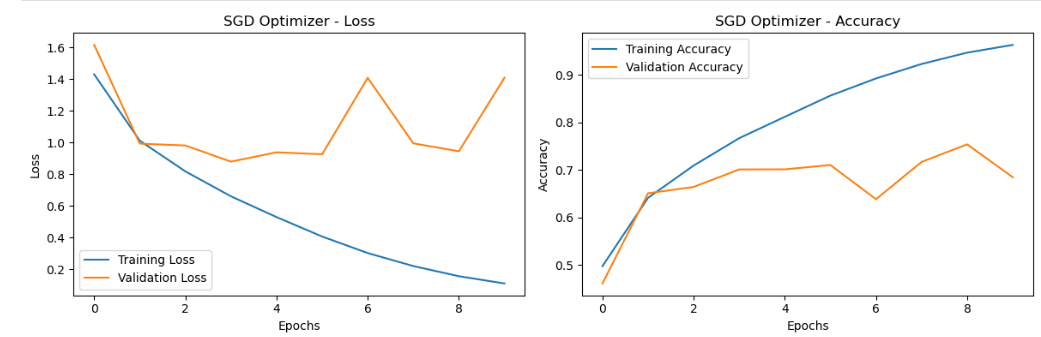 SGD Optimizer - Loss
1.6
1.4
1.2
1.0
0.8
0.6
0.4
0.2
Loss
Training Loss
Validation Loss
0 2 4 6 8
Epochs
SGD Optimizer - Accuracy
Training Accuracy
Validation Accuracy
0.9
0.8
0.7
0.6
0.5
Accuracy
0 2 4 6 8
Epochs